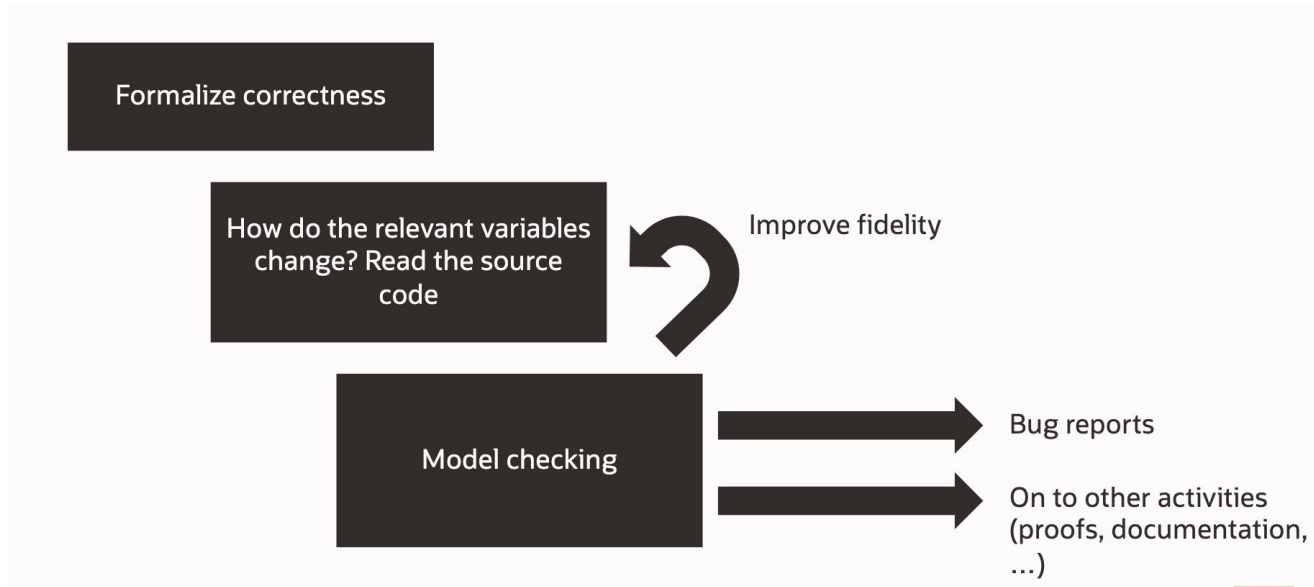 Formalize correctness
How do the relevant variables
change? Read the source
code
Improve fidelity
Model checking
Bug reports
On to other activities
(proofs, documentation,
...)